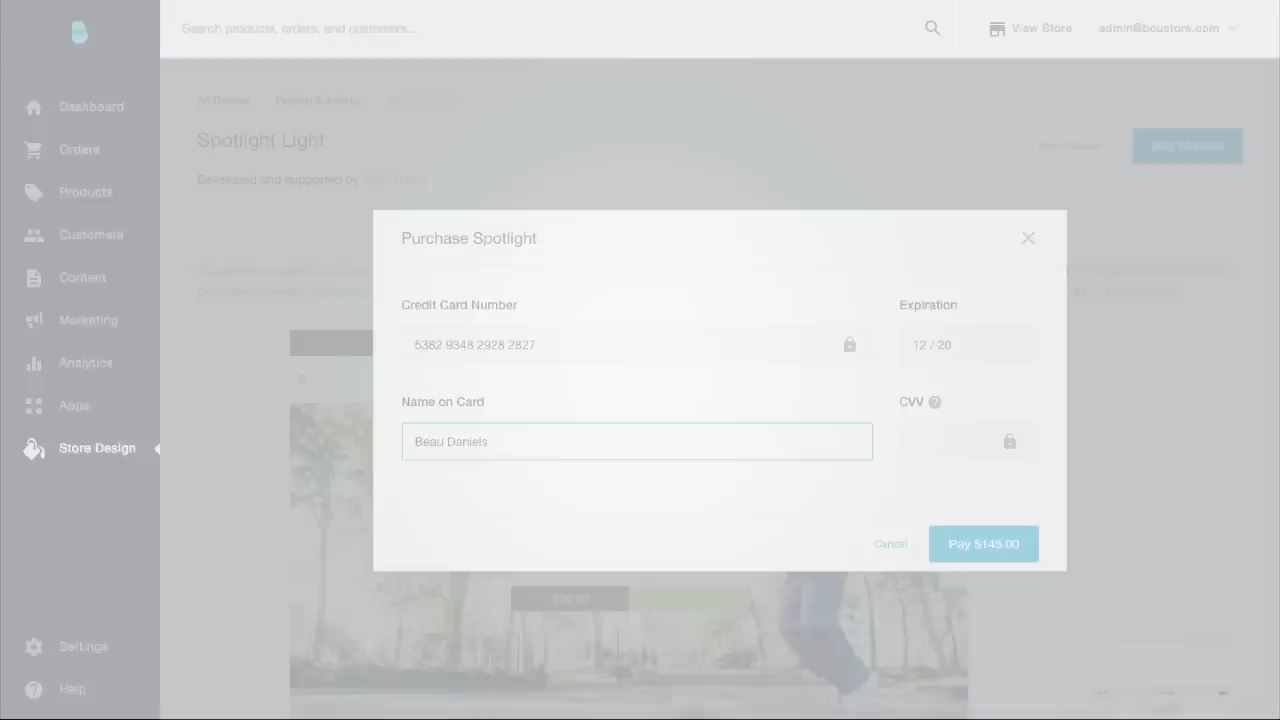 Search products, orders, and customers...
View Store
admin@bcustore.com
Dashboard
Orders
Products
Customers
Content
Marketing
Analytics
Apps
Store Design
Settings
Help
Spotlight Light
Developed and supported by
Purchase Spotlight
Credit Card Number
Expiration
5382 9348 2928 2827
12 / 20
Name on Card
CVV
Beau Daniels
Cancel
Pay $145.00